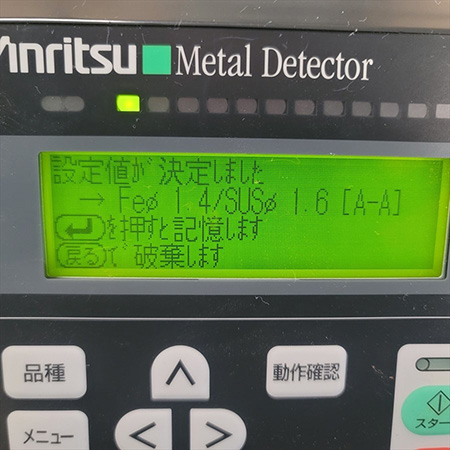 Anritsu Metal Detector
設定値が決定しました
→ Feφ 1.4/SUSφ 1.6 [A-A]
↵を押すと記憶します
戻るで破棄します
品種
動作確認
メニュー
スター